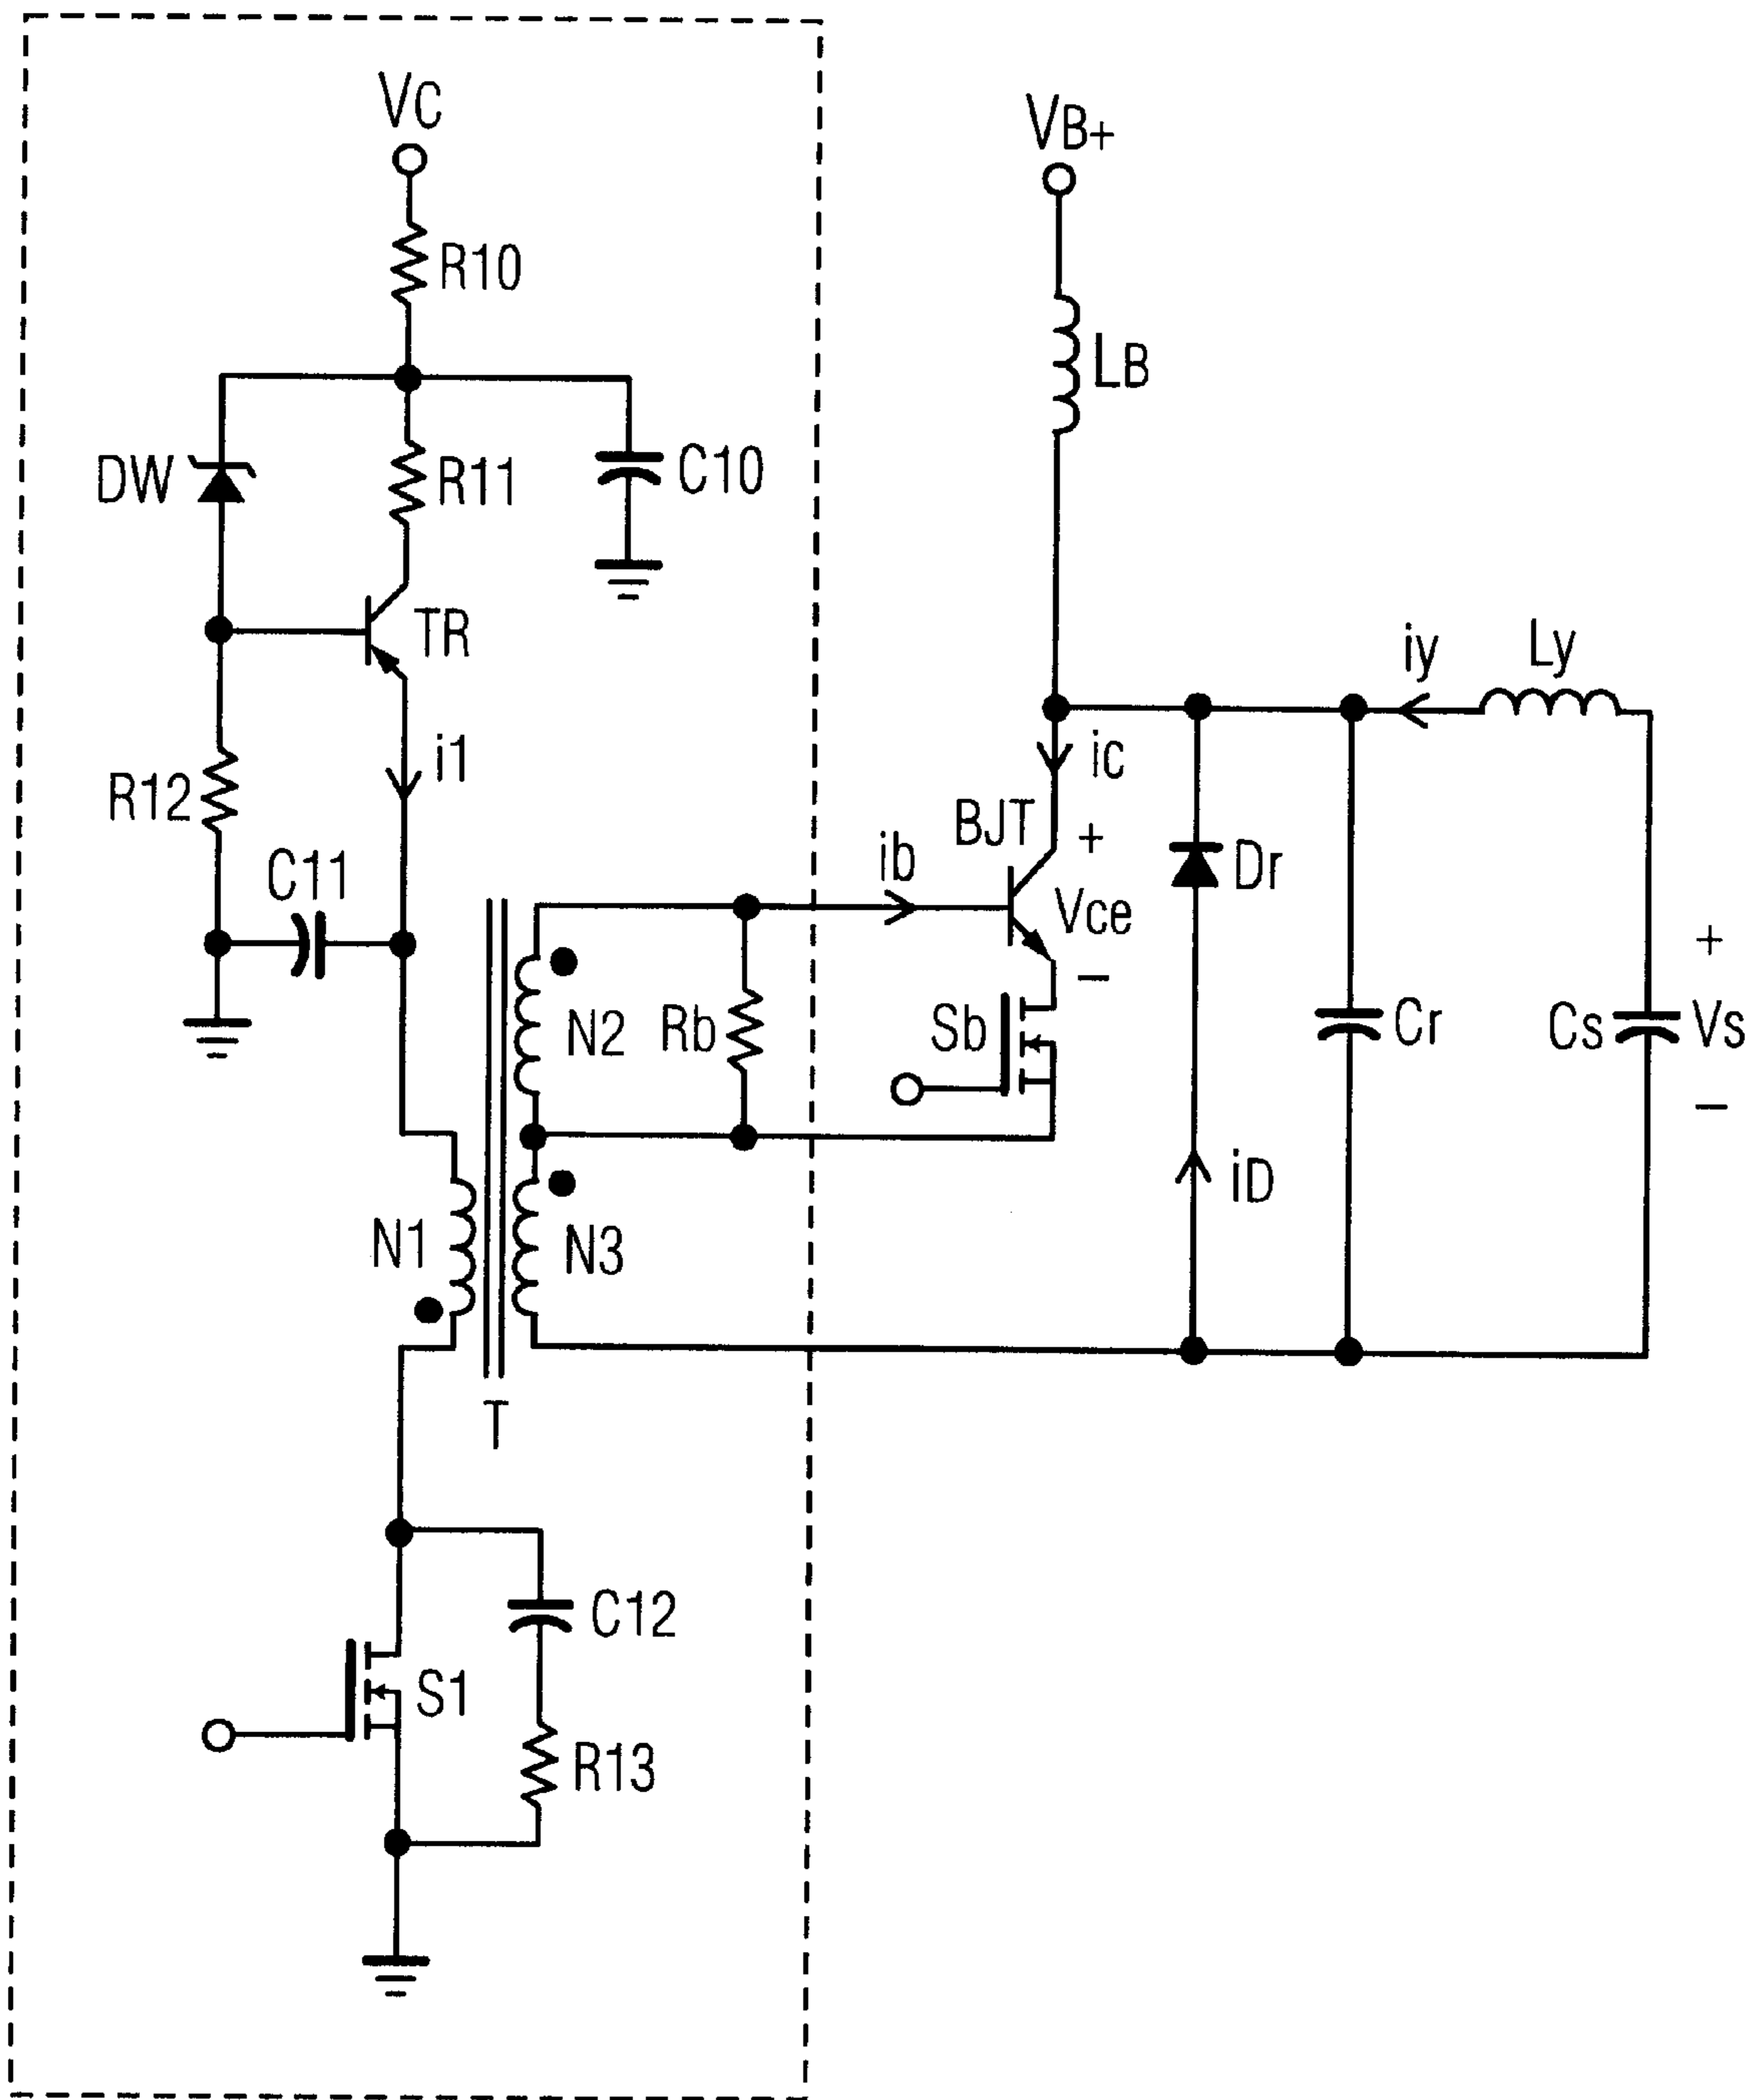 VC
VB+
R10
LB
DW
R11
C10
TR
iy
Ly
i1
ic
R12
BJT
+
ib
C11
Dr
Vce
+
−
N2
Rb
Sb
Cr
Cs
Vs
−
iD
N1
N3
T
C12
S1
R13